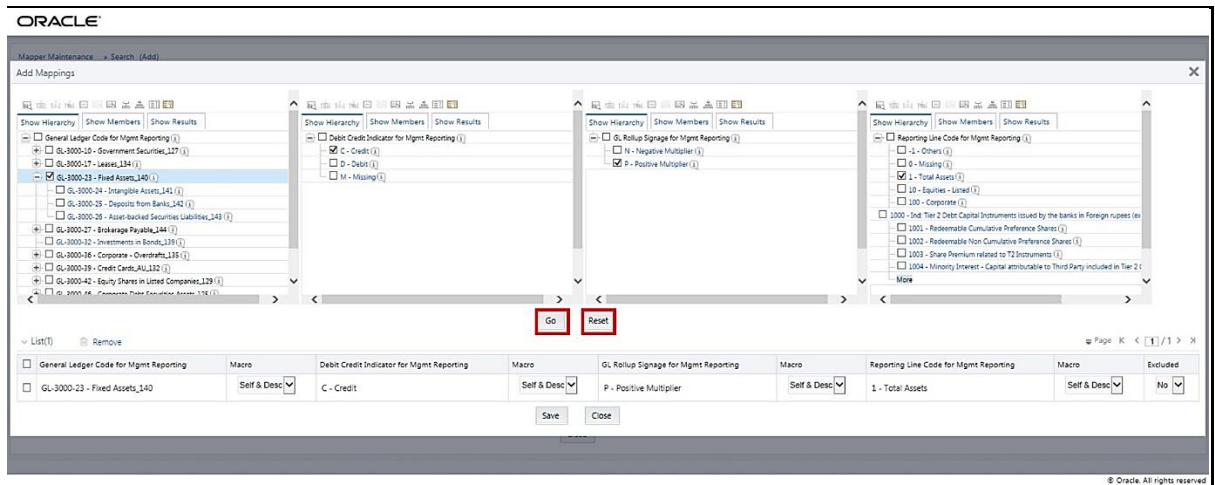 ORACLE
Mapper Maintenance > Search (Add)
Add Mappings
Show Hierarchy Show Members Show Results
General Ledger Code for Mgmt Reporting
GL-3000-10 - Government Securities_127
GL-3000-17 - Leases_134
GL-3000-23 - Fixed Assets_140
GL-3000-24 - Intangible Assets_141
GL-3000-25 - Deposits from Banks_142
GL-3000-26 - Asset-backed Securities Liabilities_143
GL-3000-27 - Brokerage Payable_144
GL-3000-32 - Investments in Bonds_139
GL-3000-36 - Corporate - Overdrafts_135
GL-3000-39 - Credit Cards_AU_132
GL-3000-42 - Equity Shares in Listed Companies_129
GL-3000-46 - Corporate Debt Securities Assets_125
Show Hierarchy Show Members Show Results
Debit Credit Indicator for Mgmt Reporting
C - Credit
D - Debit
M - Missing
Show Hierarchy Show Members Show Results
GL Rollup Signage for Mgmt Reporting
N - Negative Multiplier
P - Positive Multiplier
Show Hierarchy Show Members Show Results
Reporting Line Code for Mgmt Reporting
-1 - Others
0 - Missing
1 - Total Assets
10 - Equities - Listed
100 - Corporate
1000 - Ind: Tier 2 Debt Capital Instruments issued by the banks in Foreign rupees (ex
1001 - Redeemable Cumulative Preference Shares
1002 - Redeemable Non Cumulative Preference Shares
1003 - Share Premium related to T2 Instruments
1004 - Minority Interest - Capital attributable to Third Party included in Tier 2 (
More
Go Reset
List(1) Remove Page 1 / 1
General Ledger Code for Mgmt Reporting Macro Debit Credit Indicator for Mgmt Reporting Macro GL Rollup Signage for Mgmt Reporting Macro Reporting Line Code for Mgmt Reporting Macro Excluded
GL-3000-23 - Fixed Assets_140 Self & Desc C - Credit Self & Desc P - Positive Multiplier Self & Desc 1 - Total Assets Self & Desc No
Save Close
© Oracle. All rights reserved